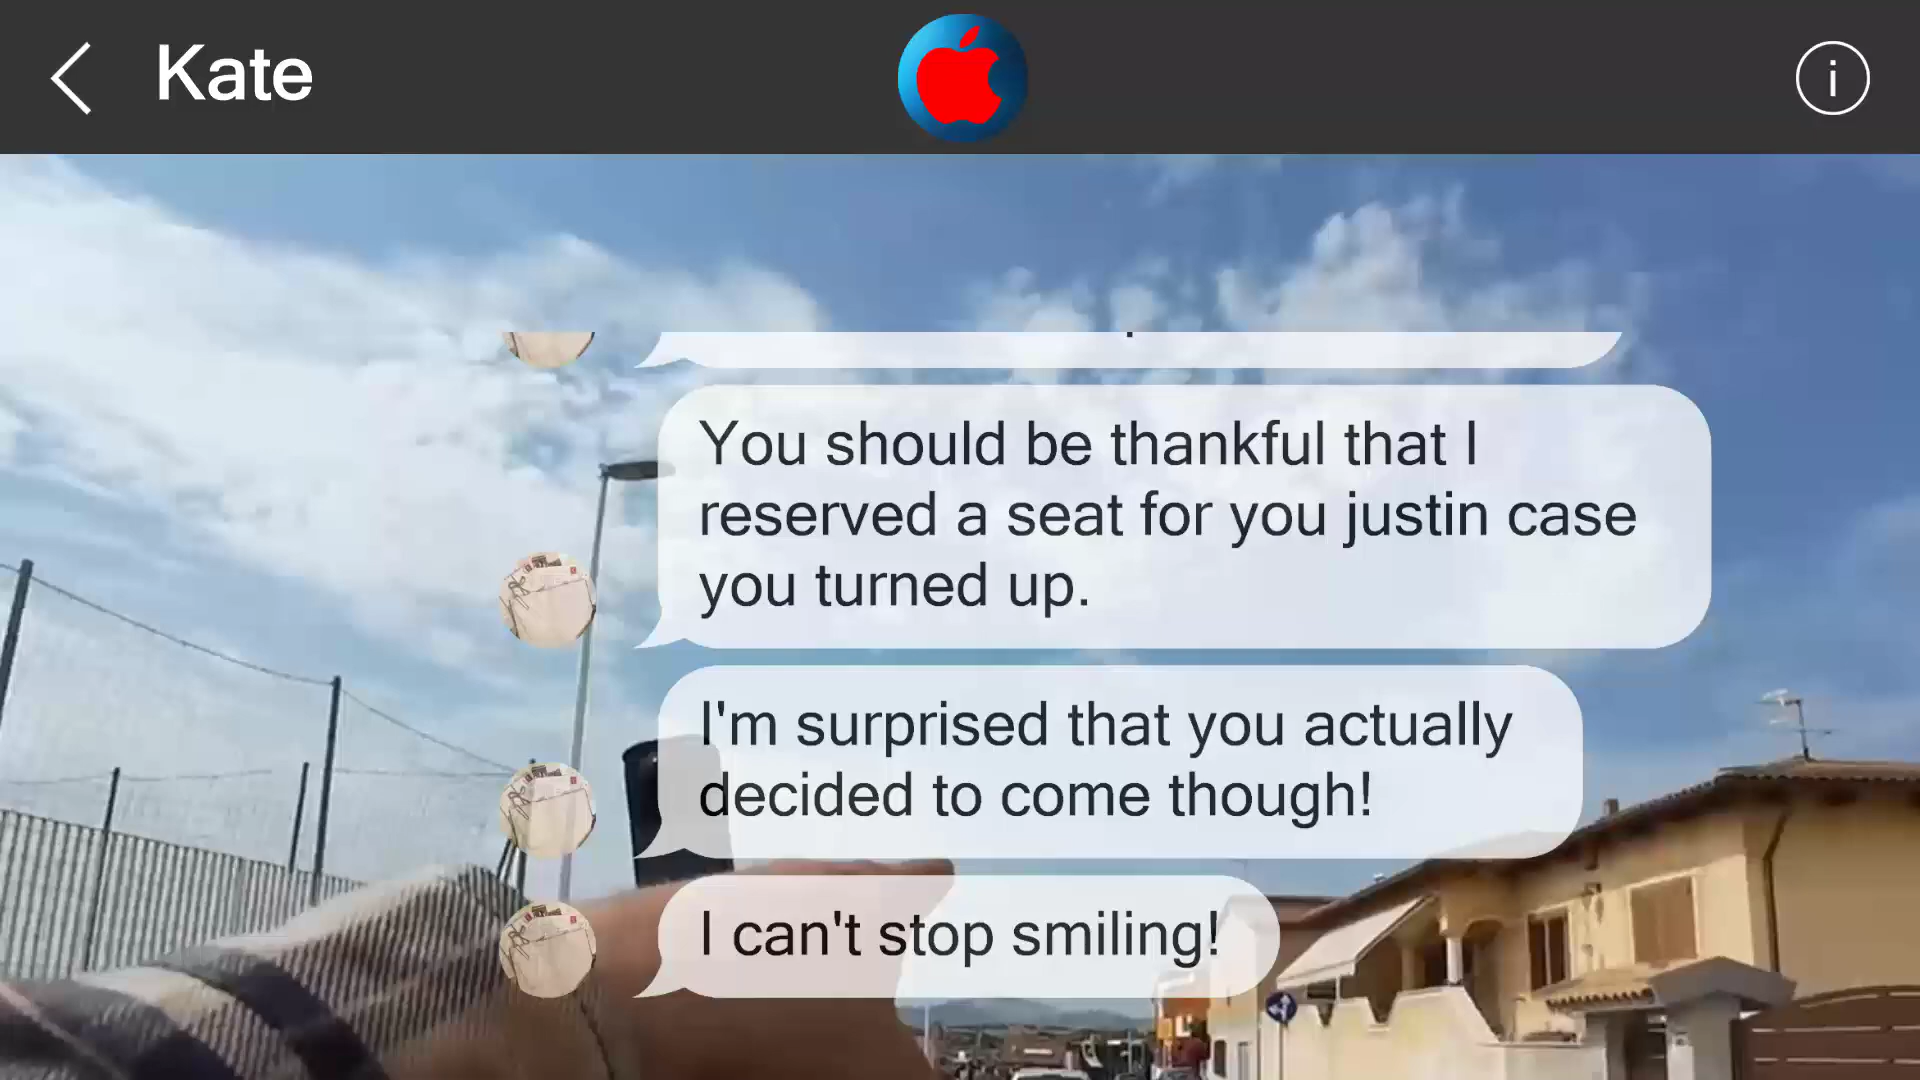 Kate
You should be thankful that I
reserved a seat for you justin case
you turned up.
I'm surprised that you actually
decided to come though!
I can't stop smiling!